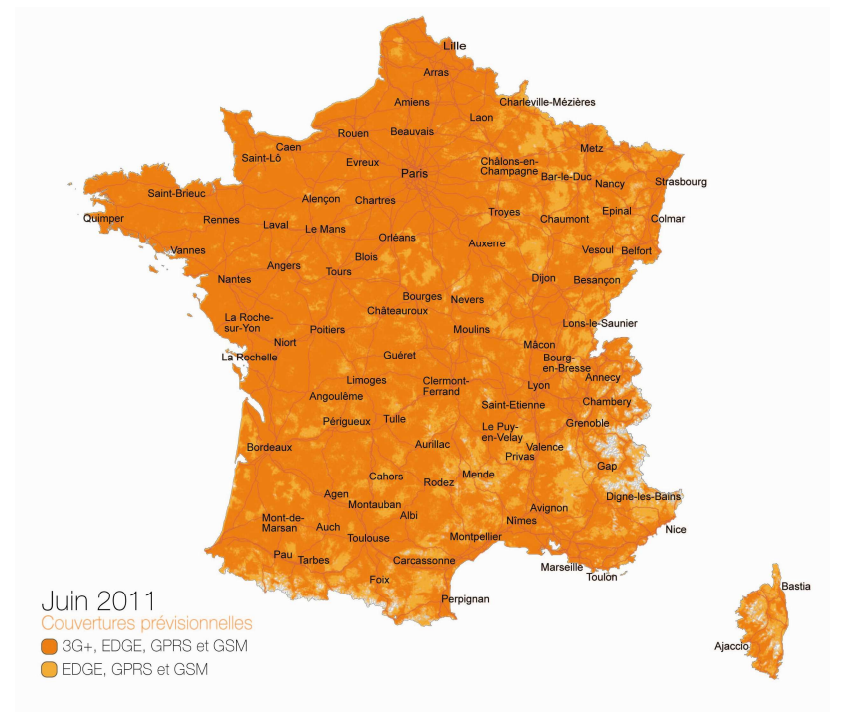 Lille
Arras
Amiens
Charleville-Mézières
Laon
Rouen
Beauvais
Caen
Saint-Lô
Evreux
Paris
Châlons-en-
Champagne
Metz
Bar-le-Duc
Nancy
Strasbourg
Saint-Brieuc
Alençon
Chartres
Quimper
Rennes
Laval
Le Mans
Troyes
Chaumont
Epinal
Colmar
Orléans
Auxerre
Vannes
Blois
Vesoul
Belfort
Angers
Tours
Nantes
Dijon
Besançon
Bourges
Nevers
Châteauroux
La Roche-
sur-Yon
Poitiers
Moulins
Lons-le-Saunier
Niort
Mâcon
La Rochelle
Guéret
Bourg-
en-Bresse
Annecy
Limoges
Clermont-
Ferrand
Lyon
Angoulême
Saint-Etienne
Chambery
Périgueux
Tulle
Grenoble
Le Puy-
en-Velay
Bordeaux
Aurillac
Valence
Privas
Gap
Cahors
Rodez
Mende
Agen
Digne-les-Bains
Montauban
Avignon
Albi
Mont-de-
Marsan
Auch
Nîmes
Nice
Toulouse
Montpellier
Pau
Tarbes
Carcassonne
Marseille
Toulon
Foix
Perpignan
Bastia
Ajaccio
Juin 2011
Couvertures prévisionnelles
3G+, EDGE, GPRS et GSM
EDGE, GPRS et GSM